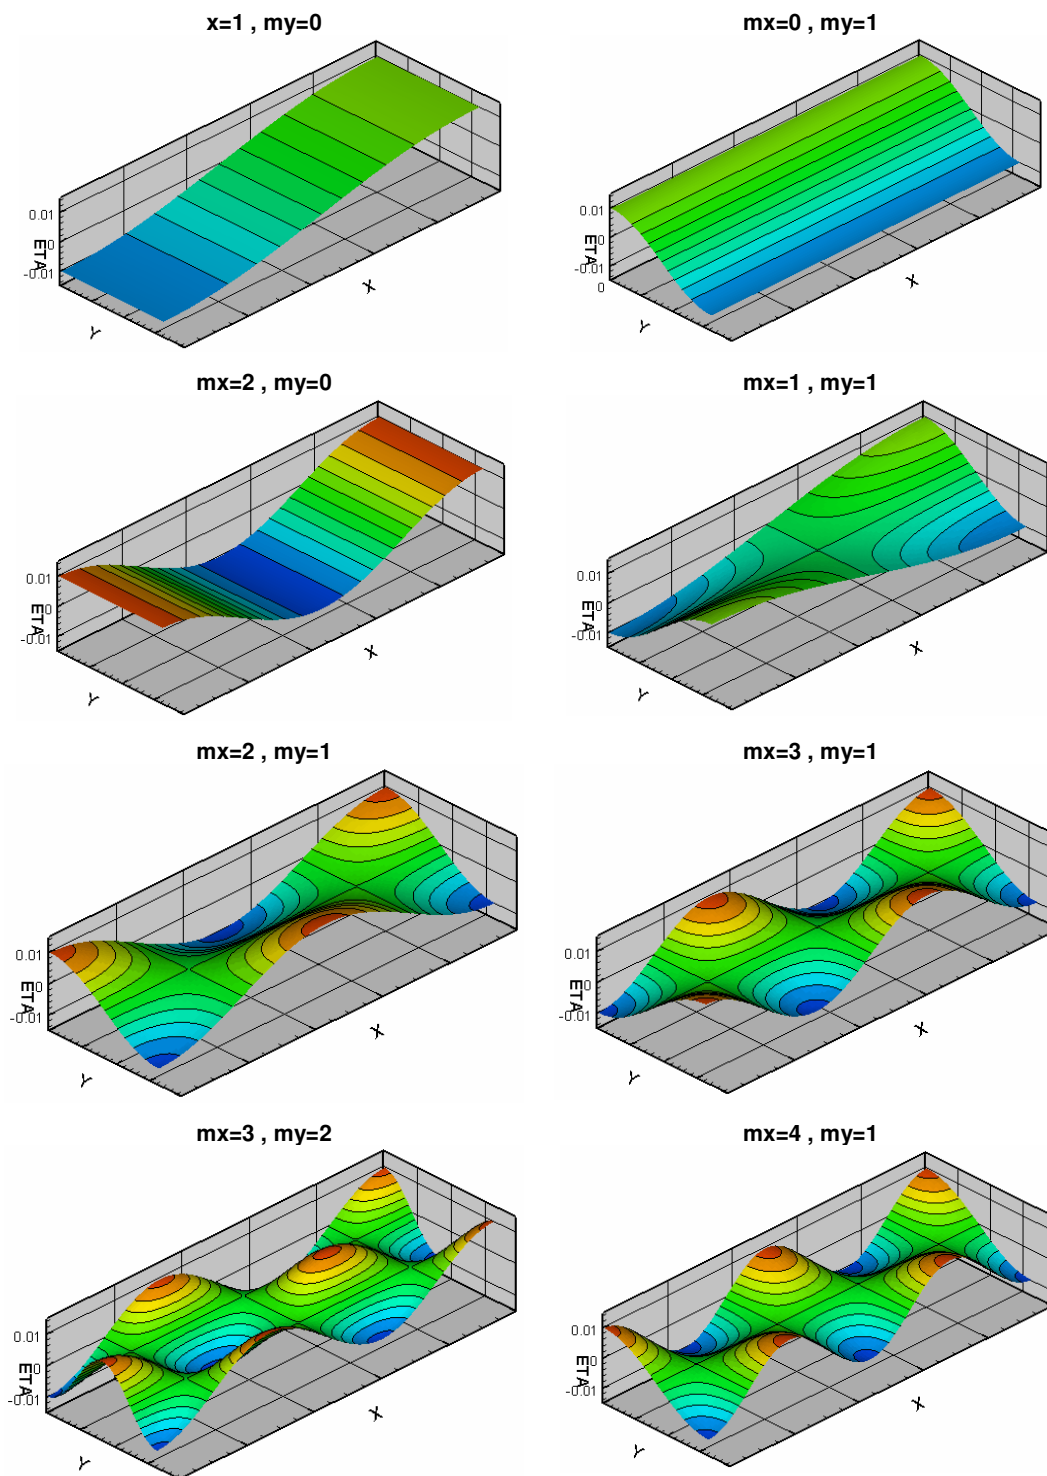 x=1 , my=0
mx=0 , my=1
0.01
0
-0.01
ETA
Y
X
0.01
0
-0.01
0
ETA
Y
X
mx=2 , my=0
mx=1 , my=1
0.01
0
-0.01
ETA
Y
X
0.01
0
-0.01
ETA
Y
X
mx=2 , my=1
mx=3 , my=1
0.01
0
-0.01
ETA
Y
X
0.01
0
-0.01
ETA
Y
X
mx=3 , my=2
mx=4 , my=1
0.01
0
-0.01
ETA
Y
X
0.01
0
-0.01
ETA
Y
X